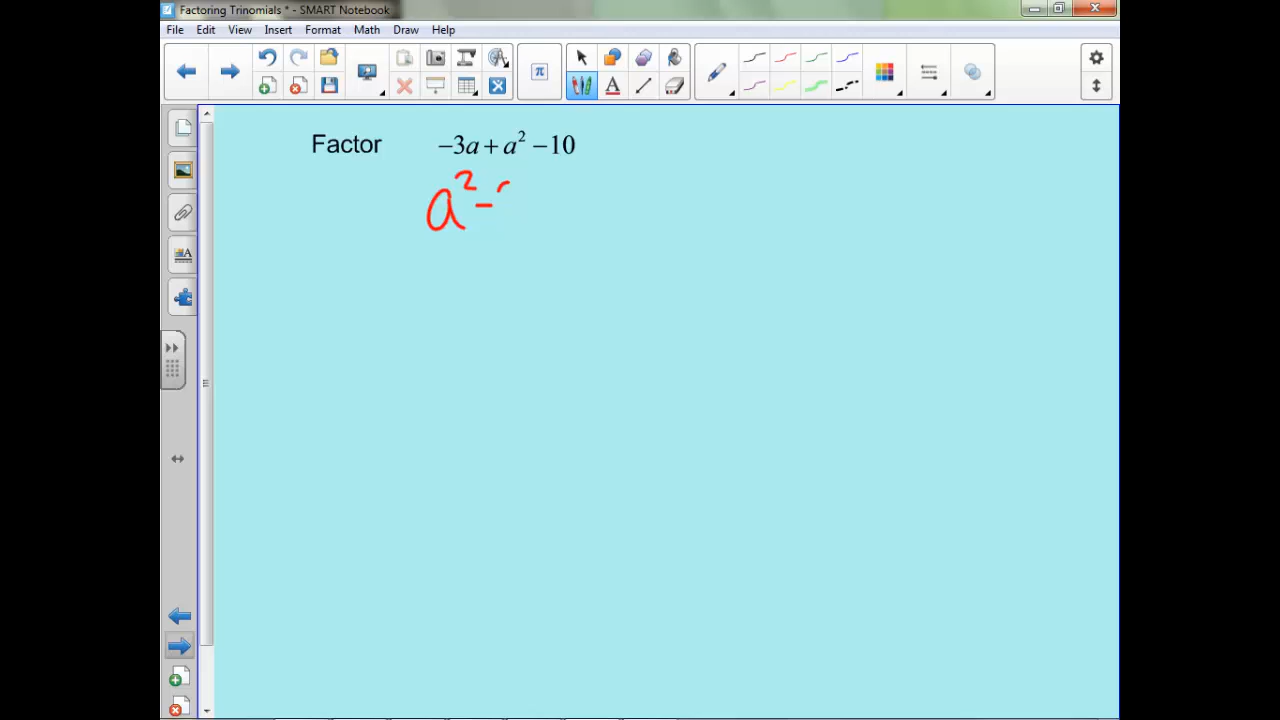 Factoring Trinomials * - SMART Notebook
File Edit View Insert Format Math Draw Help
π
A
A
Factor −3a + a² − 10
a² −